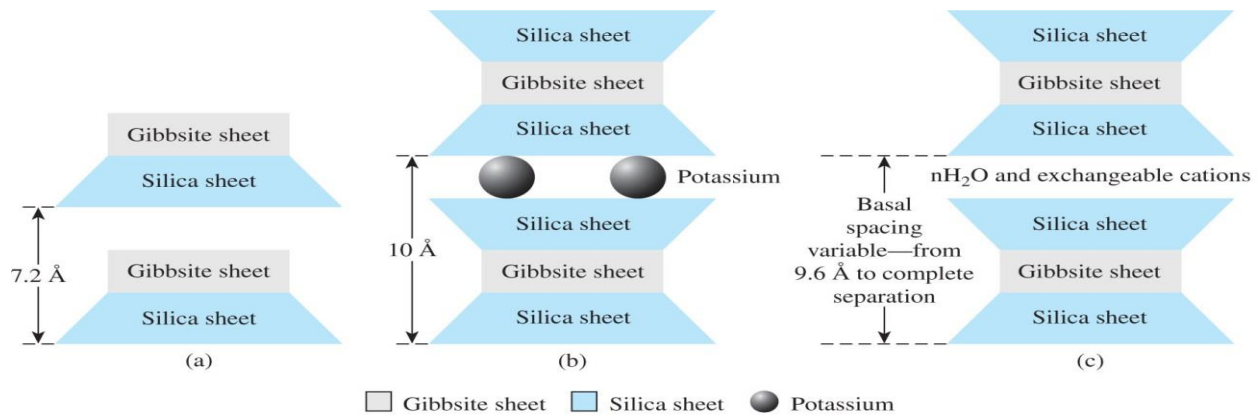 Gibbsite sheet
Silica sheet
7.2 Å
Gibbsite sheet
Silica sheet
(a)
Silica sheet
Gibbsite sheet
Silica sheet
Potassium
10 Å
Silica sheet
Gibbsite sheet
Silica sheet
(b)
Silica sheet
Gibbsite sheet
Silica sheet
nH₂O and exchangeable cations
Basal
spacing
variable—from
9.6 Å to complete
separation
Silica sheet
Gibbsite sheet
Silica sheet
(c)
Gibbsite sheet Silica sheet Potassium